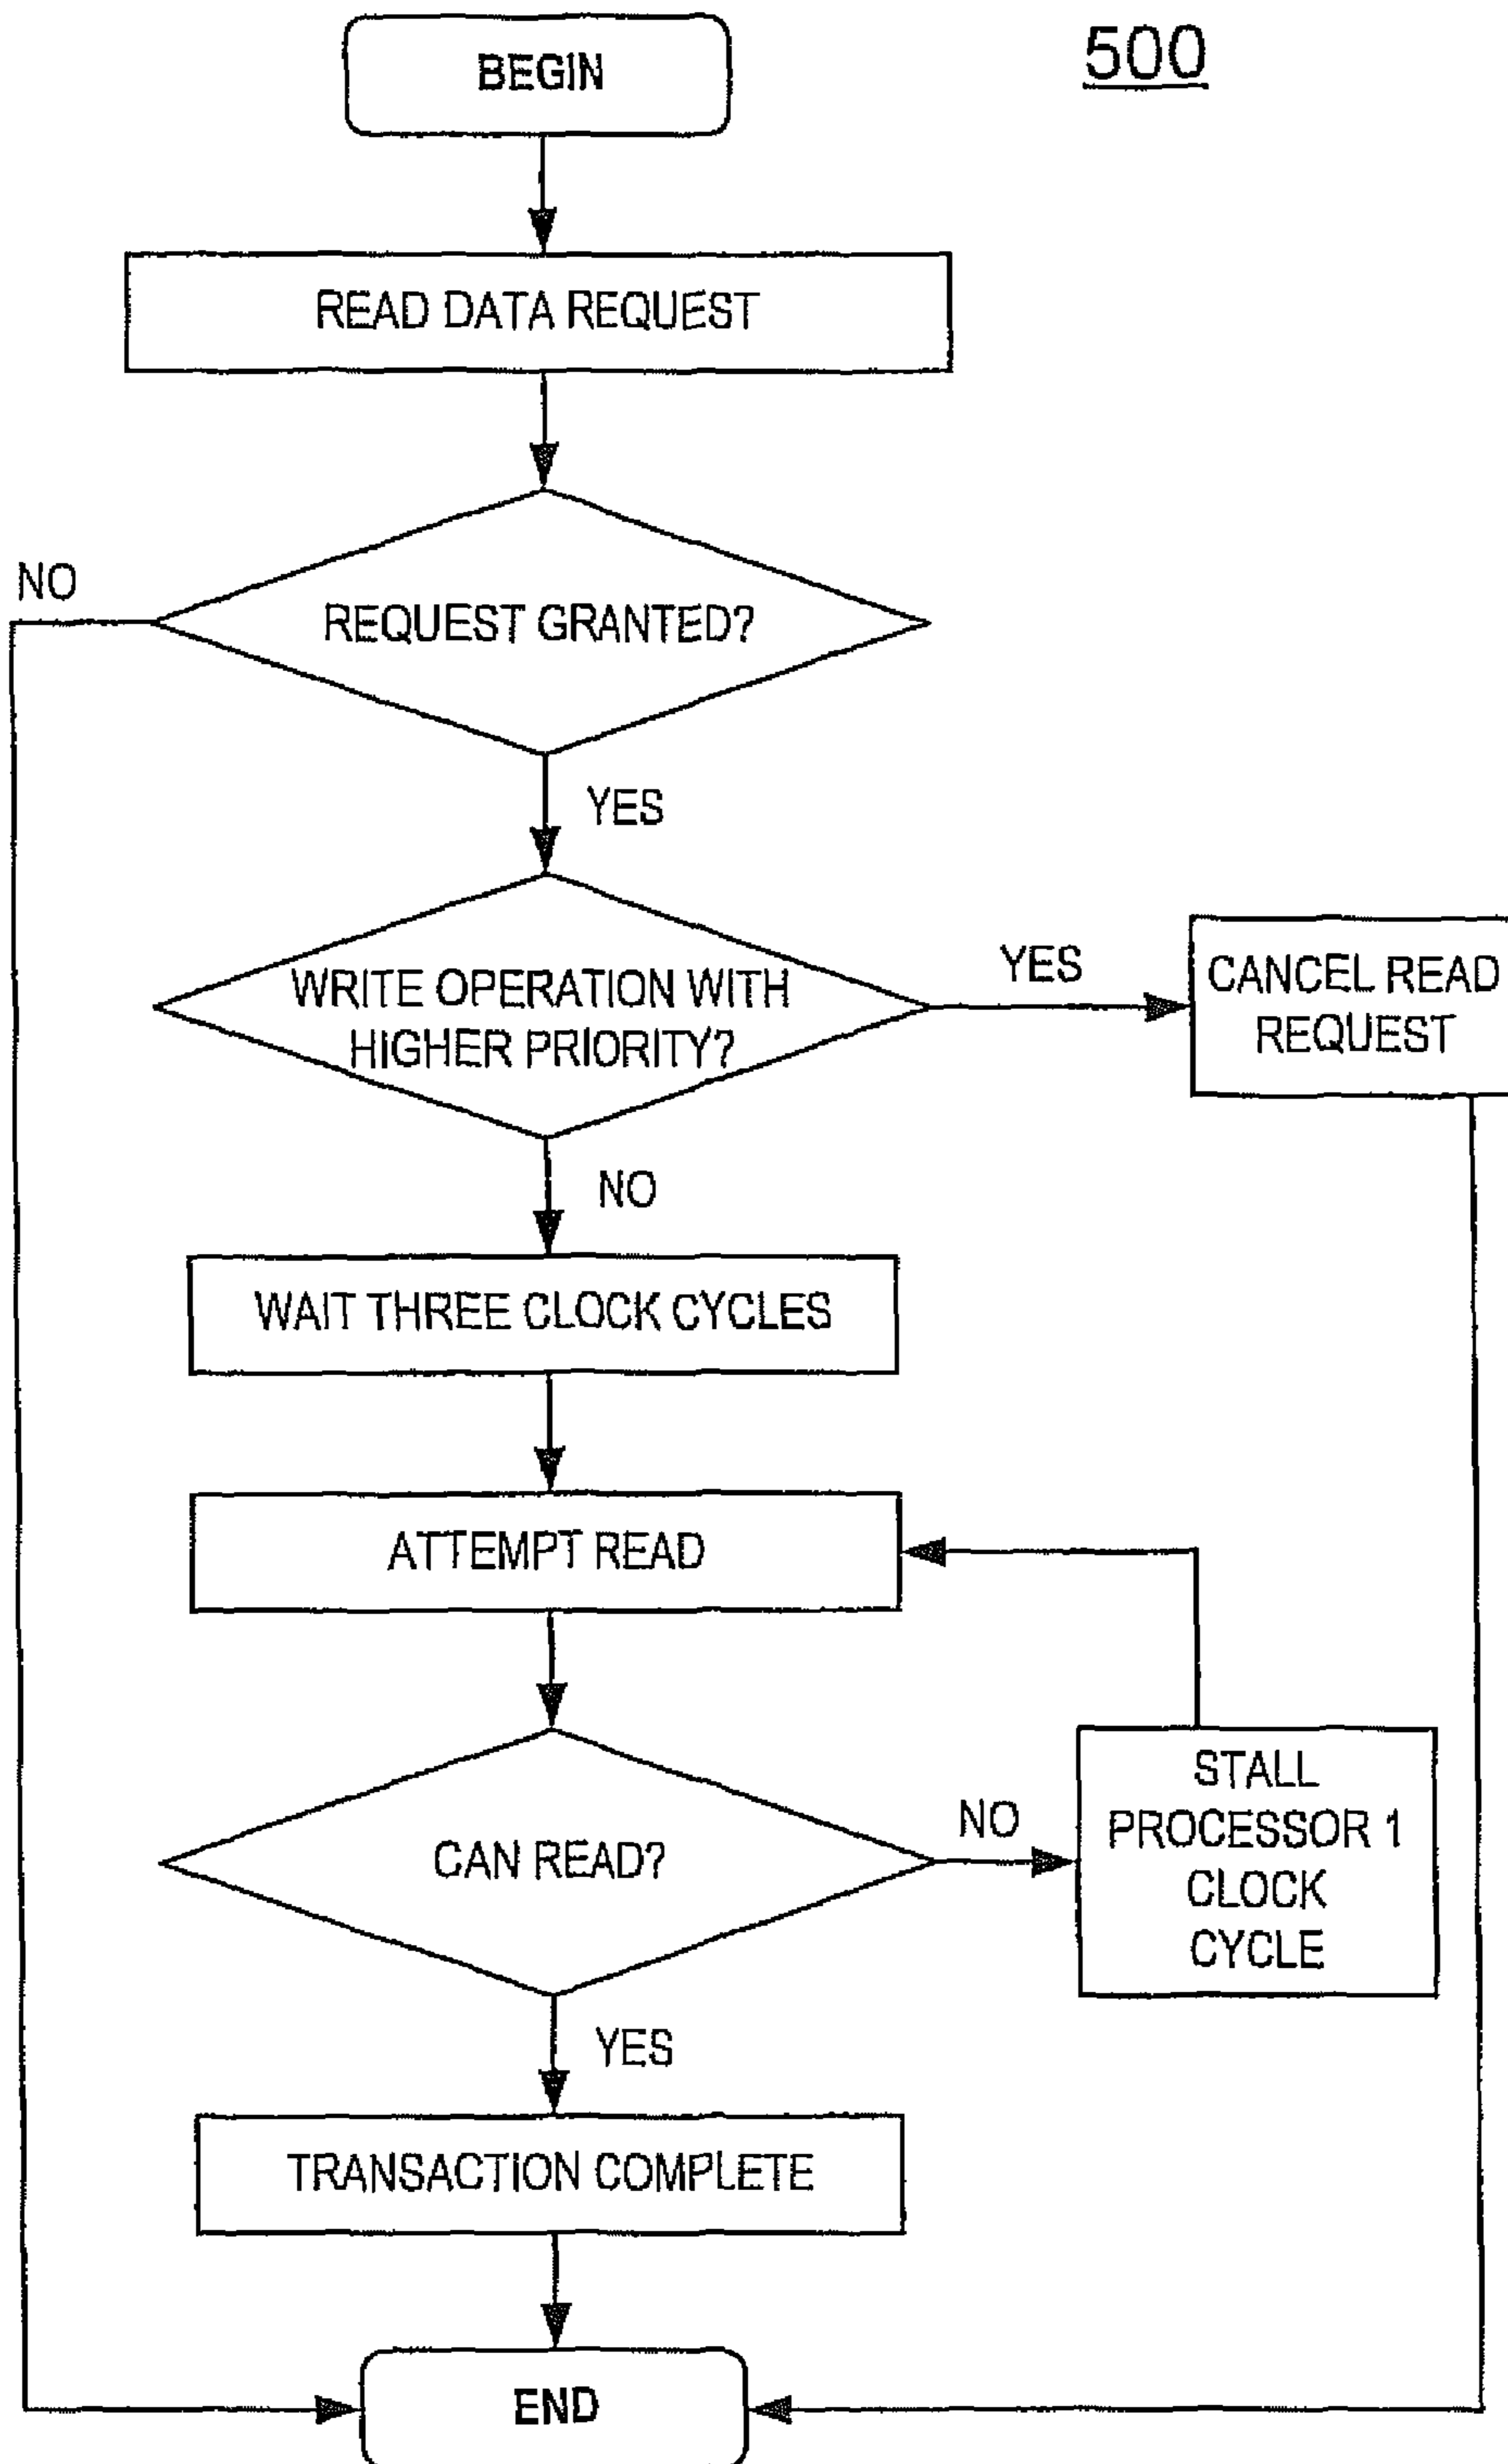 BEGIN
500
READ DATA REQUEST
NO
REQUEST GRANTED?
YES
WRITE OPERATION WITH
HIGHER PRIORITY?
YES
CANCEL READ
REQUEST
NO
WAIT THREE CLOCK CYCLES
ATTEMPT READ
CAN READ?
NO
STALL
PROCESSOR 1
CLOCK
CYCLE
YES
TRANSACTION COMPLETE
END